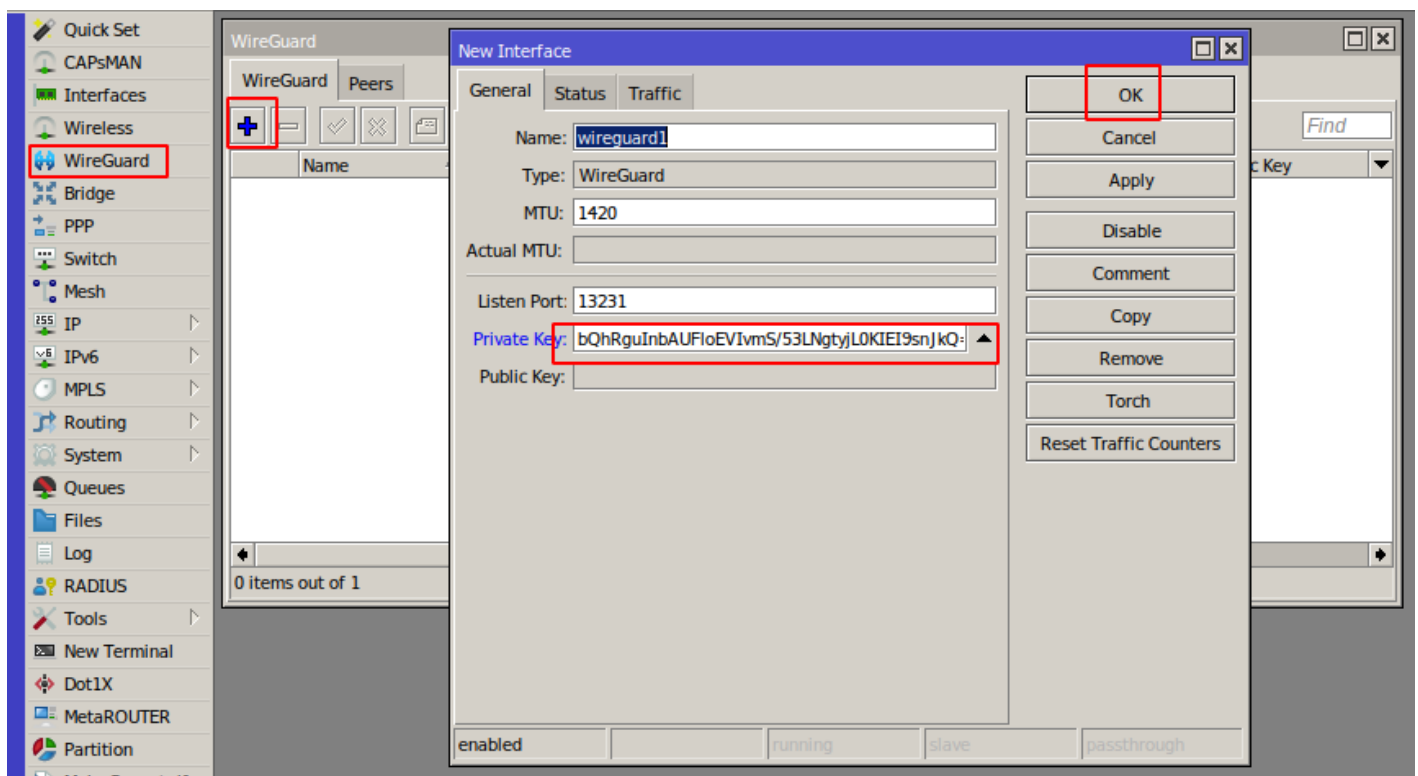 Quick Set
CAPsMAN
Interfaces
Wireless
WireGuard
Bridge
PPP
Switch
Mesh
IP
IPv6
MPLS
Routing
System
Queues
Files
Log
RADIUS
Tools
New Terminal
Dot1X
MetaROUTER
Partition
WireGuard
WireGuard Peers
Find
Name
c Key
0 items out of 1
New Interface
General Status Traffic
Name: wireguard1
Type: WireGuard
MTU: 1420
Actual MTU:
Listen Port: 13231
Private Key: bQhRguInbAUFloEVIvmS/53LNgtyjL0KIEI9snJkQ=
Public Key:
OK
Cancel
Apply
Disable
Comment
Copy
Remove
Torch
Reset Traffic Counters
enabled running slave passthrough